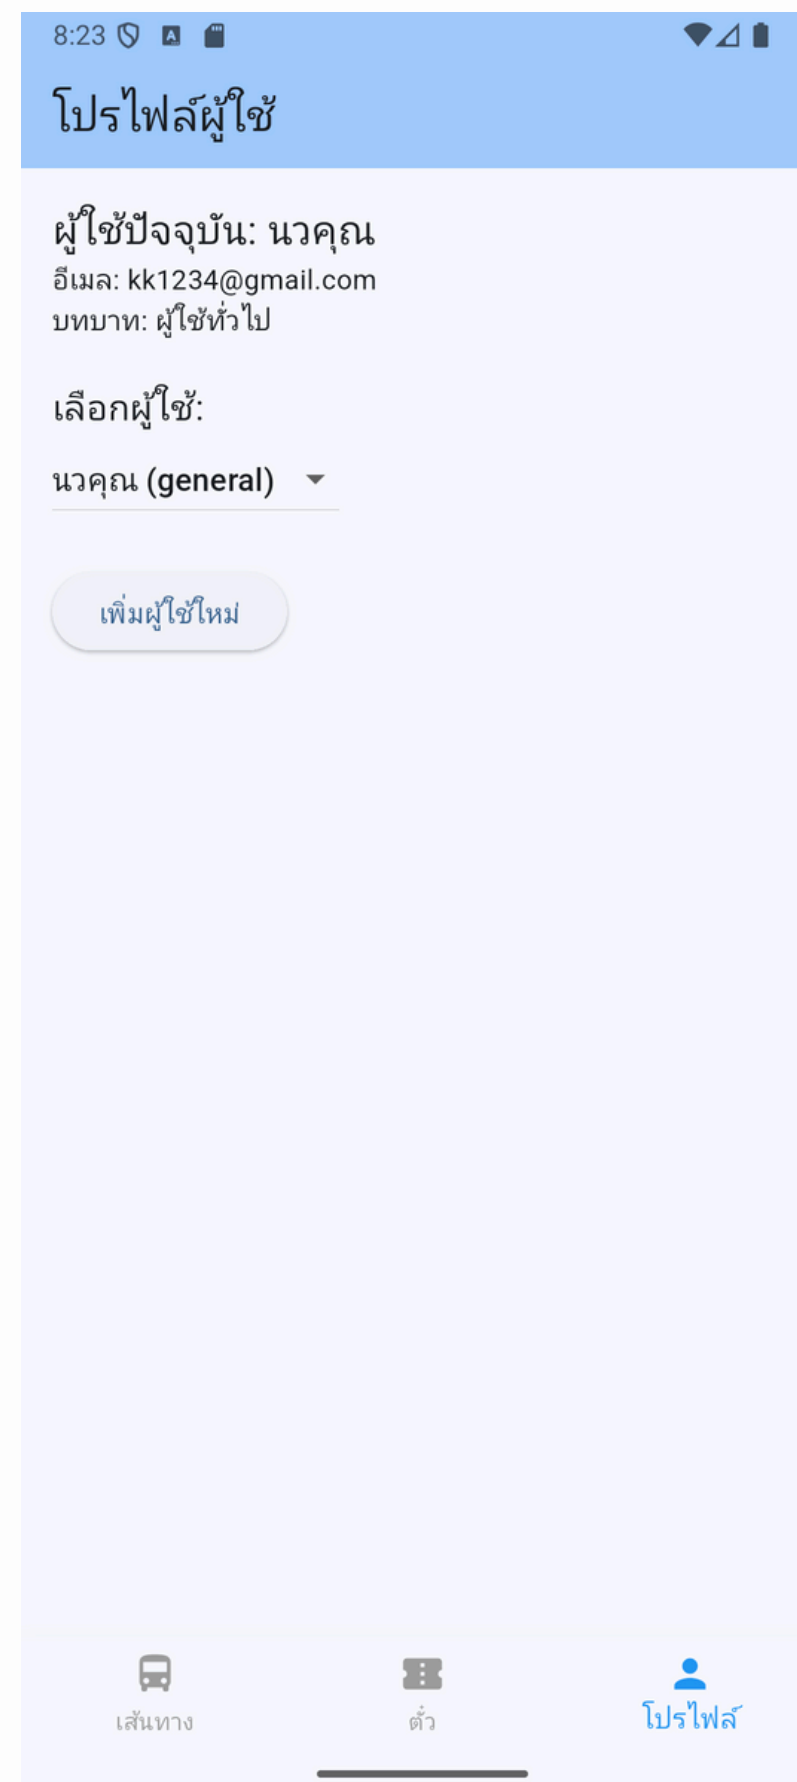 8:23
โปรไฟล์ผู้ใช้
ผู้ใช้ปัจจุบัน: นวคุณ
อีเมล: kk1234@gmail.com
บทบาท: ผู้ใช้ทั่วไป
เลือกผู้ใช้:
นวคุณ (general)
เพิ่มผู้ใช้ใหม่
เส้นทาง
ตั๋ว
โปรไฟล์